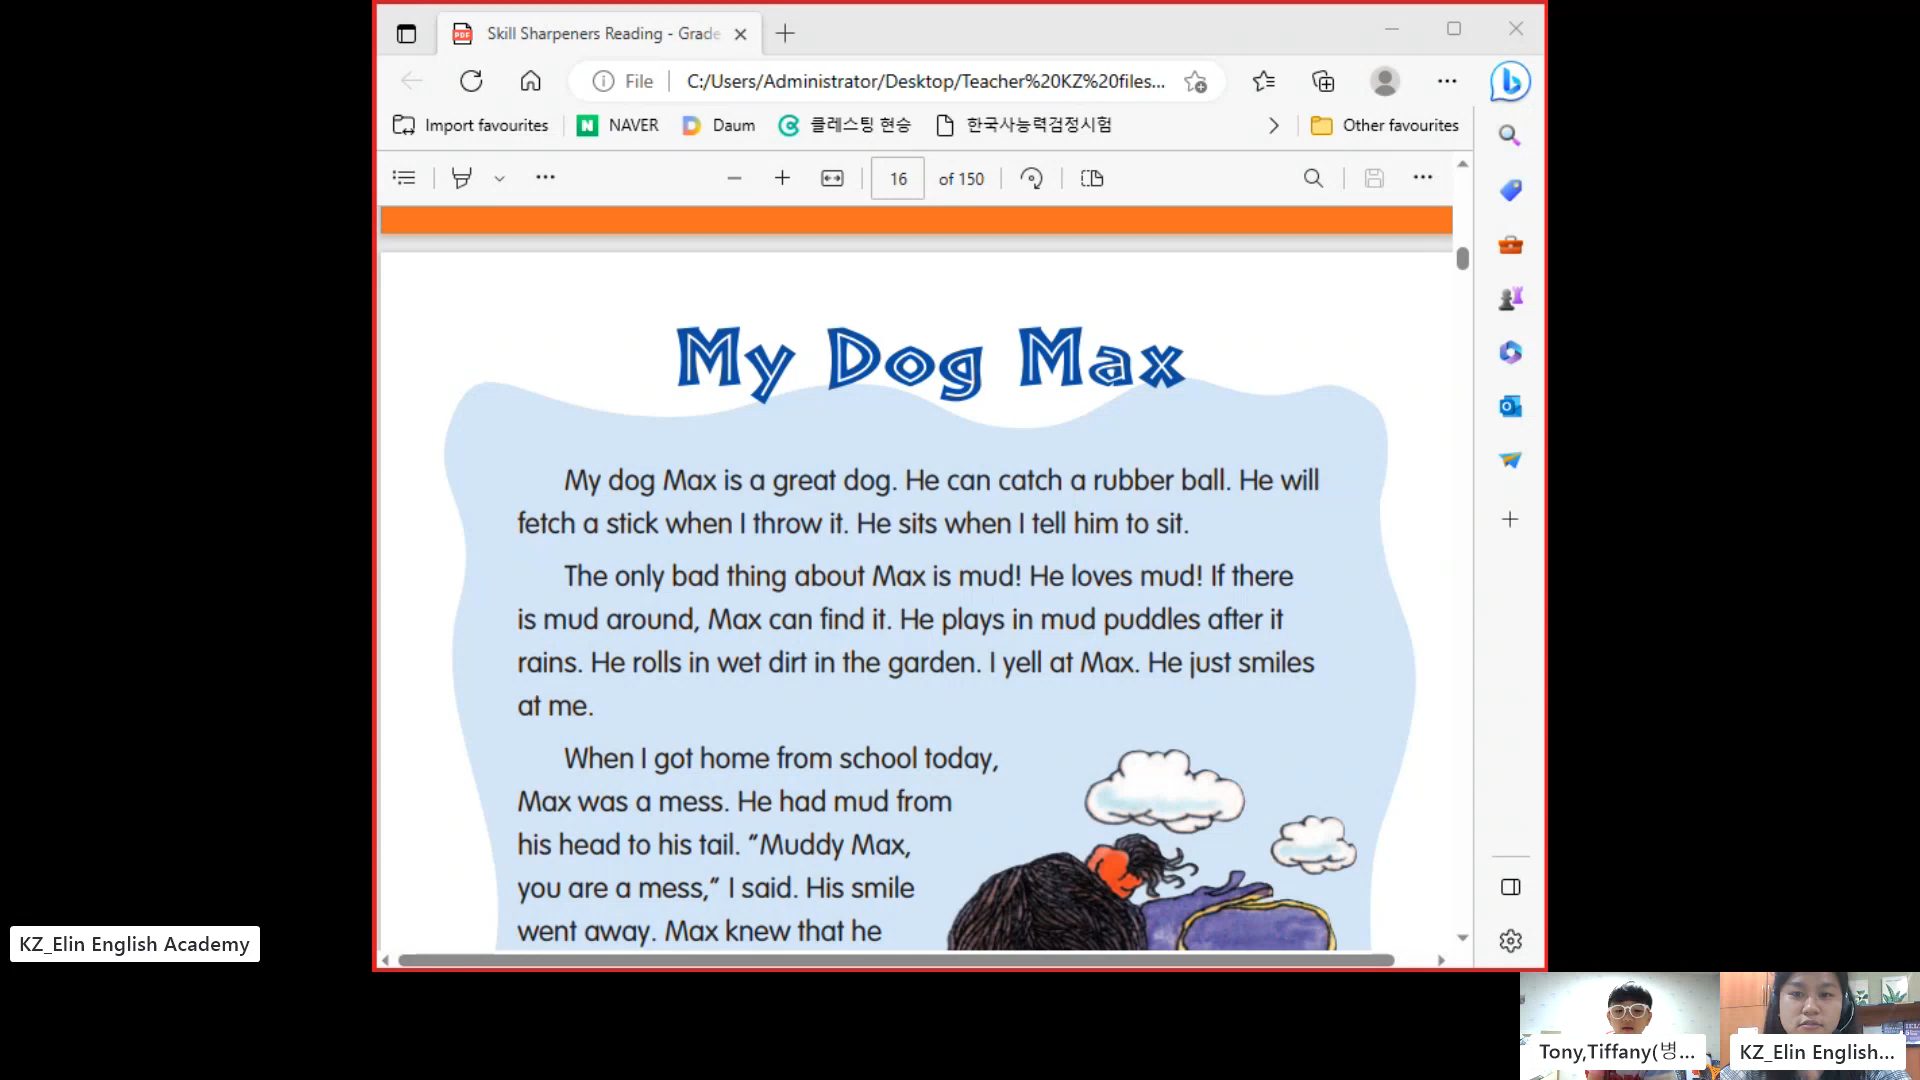 Skill Sharpeners Reading - Grade
File
C:/Users/Administrator/Desktop/Teacher%20KZ%20files...
Import favourites
NAVER
Daum
클래스팅 현승
한국사능력검정시험
Other favourites
16 of 150
My Dog Max
My dog Max is a great dog. He can catch a rubber ball. He will
fetch a stick when I throw it. He sits when I tell him to sit.
The only bad thing about Max is mud! He loves mud! If there
is mud around, Max can find it. He plays in mud puddles after it
rains. He rolls in wet dirt in the garden. I yell at Max. He just smiles
at me.
When I got home from school today,
Max was a mess. He had mud from
his head to his tail. “Muddy Max,
you are a mess,” I said. His smile
went away. Max knew that he
KZ_Elin English Academy
Tony,Tiffany(병...
KZ_Elin English...